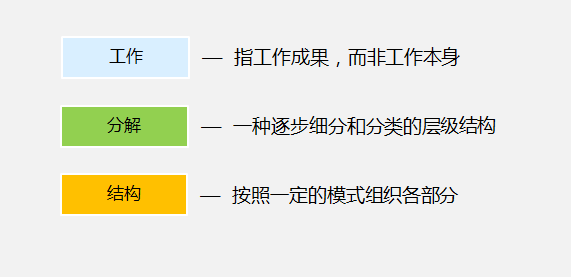 工作 — 指工作成果，而非工作本身
分解 — 一种逐步细分和分类的层级结构
结构 — 按照一定的模式组织各部分